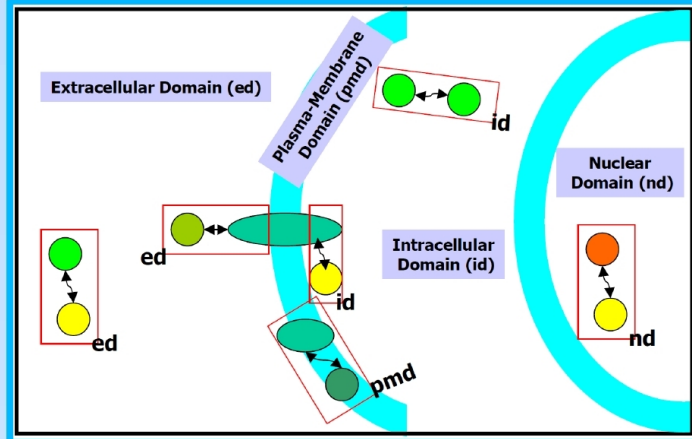 Extracellular Domain (ed)
Plasma-Membrane
Domain (pmd)
id
Nuclear
Domain (nd)
ed
Intracellular
Domain (id)
id
ed
nd
pmd